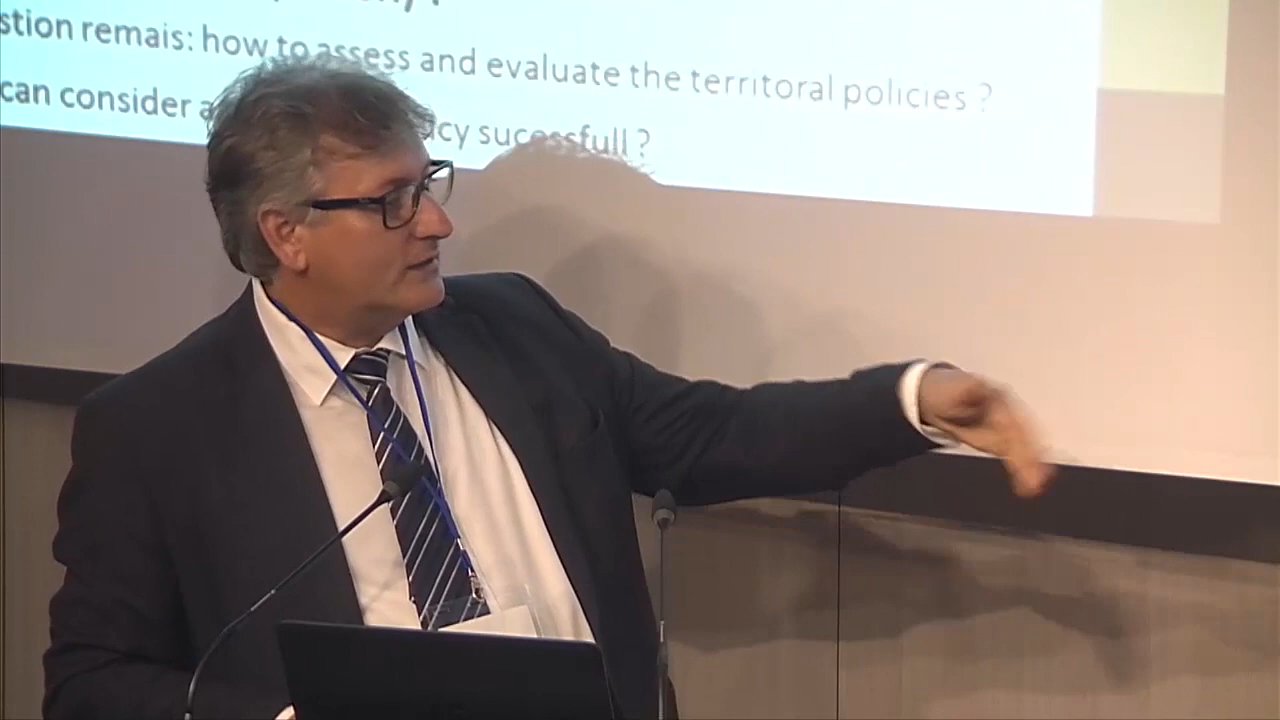 stion remais: how to assess and evaluate the territoral policies ?
can consider a cy sucessfull ?